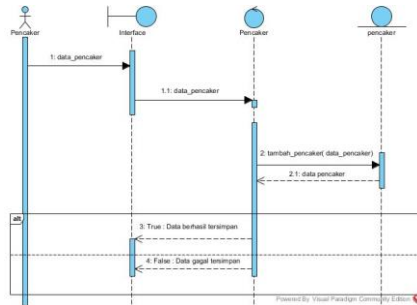 Pencaker
Interface
Pencaker
pencaker
1: data_pencaker
1.1: data_pencaker
2: tambah_pencaker( data_pencaker)
2.1: data pencaker
alt
3: True : Data berhasil tersimpan
4: False : Data gagal tersimpan
Powered By Visual Paradigm Community Edition